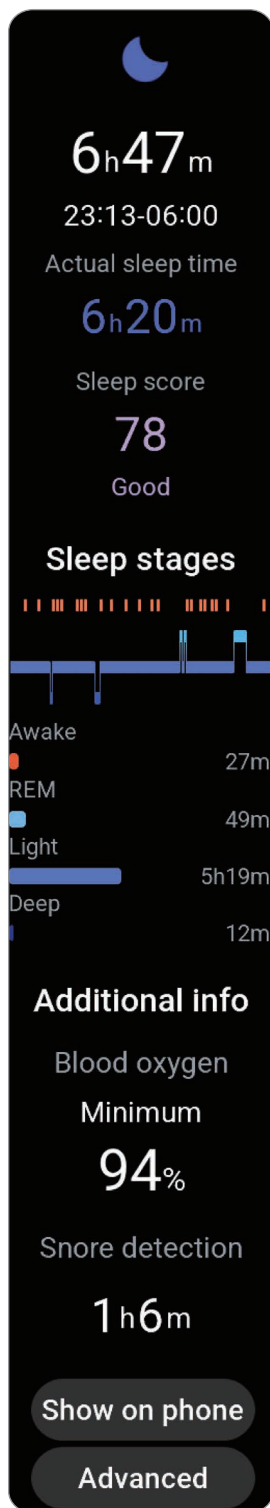 6h47m
23:13-06:00
Actual sleep time
6h20m
Sleep score
78
Good
Sleep stages
Awake
27m
REM
49m
Light
5h19m
Deep
12m
Additional info
Blood oxygen
Minimum
94%
Snore detection
1h6m
Show on phone
Advanced